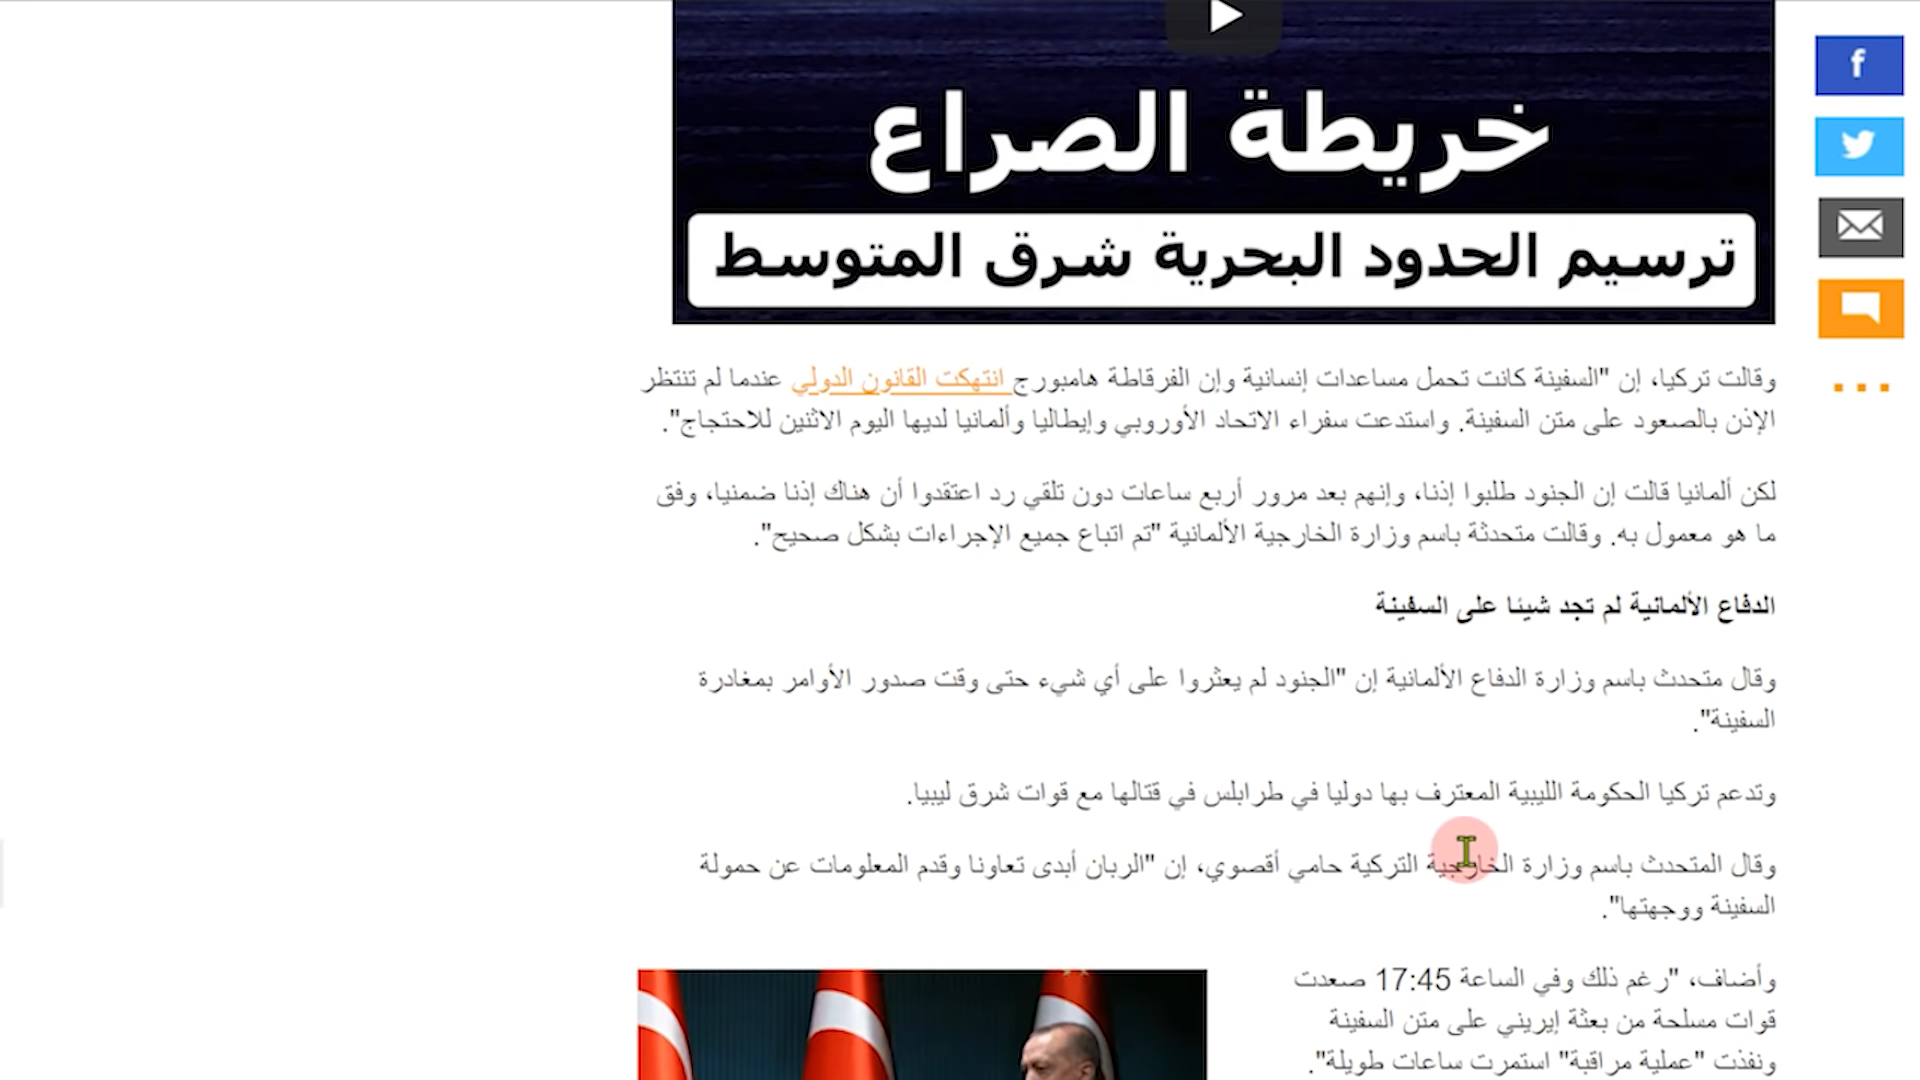 خريطة الصراع
ترسيم الحدود البحرية شرق المتوسط
f
وقالت تركيا، إن "السفينة كانت تحمل مساعدات إنسانية وإن الفرقاطة هامبورج انتهكت القانون الدولي عندما لم تنتظر
الإذن بالصعود على متن السفينة. واستدعت سفراء الاتحاد الأوروبي وإيطاليا وألمانيا لديها اليوم الاثنين للاحتجاج".
لكن ألمانيا قالت إن الجنود طلبوا إذنا، وإنهم بعد مرور أربع ساعات دون تلقي رد اعتقدوا أن هناك إذنا ضمنيا، وفق
ما هو معمول به. وقالت متحدثة باسم وزارة الخارجية الألمانية "تم اتباع جميع الإجراءات بشكل صحيح".
الدفاع الألمانية لم تجد شيئا على السفينة
وقال متحدث باسم وزارة الدفاع الألمانية إن "الجنود لم يعثروا على أي شيء حتى وقت صدور الأوامر بمغادرة
السفينة".
وتدعم تركيا الحكومة الليبية المعترف بها دوليا في طرابلس في قتالها مع قوات شرق ليبيا.
وقال المتحدث باسم وزارة الخارجية التركية حامي أقصوي، إن "الربان أبدى تعاونا وقدم المعلومات عن حمولة
السفينة ووجهتها".
وأضاف، "رغم ذلك وفي الساعة 17:45 صعدت
قوات مسلحة من بعثة إيريني على متن السفينة
ونفذت "عملية مراقبة" استمرت ساعات طويلة".